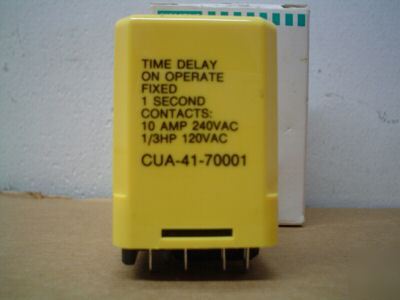 TIME DELAY
ON OPERATE
FIXED
1 SECOND
CONTACTS:
10 AMP 240VAC
1/3HP 120VAC
CUA-41-70001